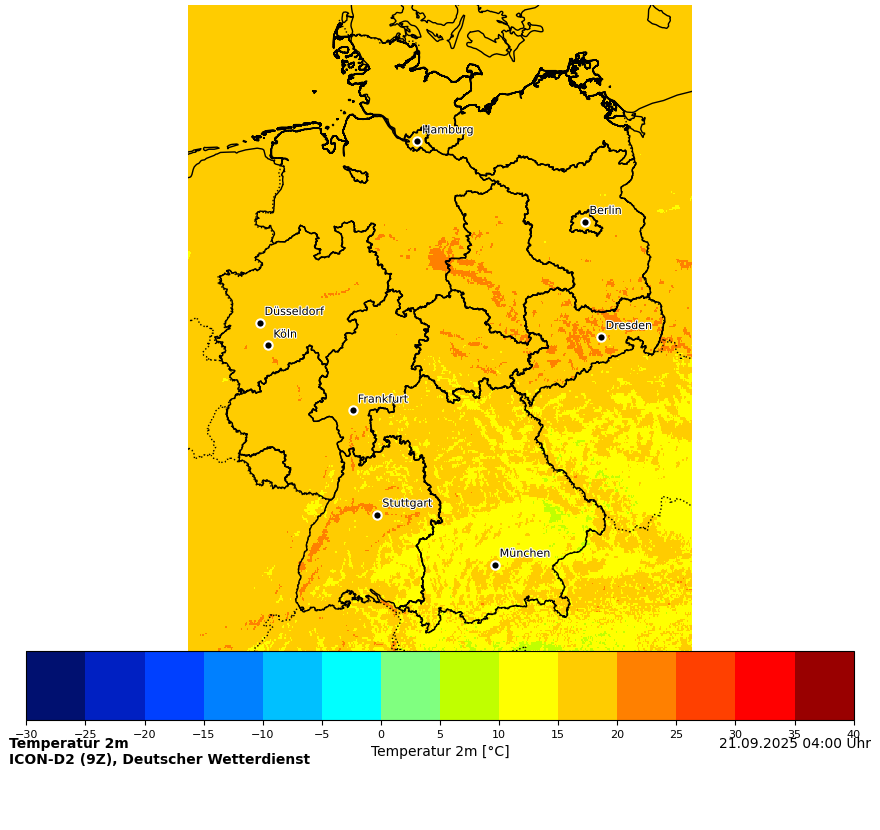 Hamburg
Berlin
Düsseldorf
Köln
Dresden
Frankfurt
Stuttgart
München
−30 −25 −20 −15 −10 −5 0 5 10 15 20 25 30 35 40
Temperatur 2m
21.09.2025 04:00 Uhr
Temperatur 2m [°C]
ICON-D2 (9Z), Deutscher Wetterdienst